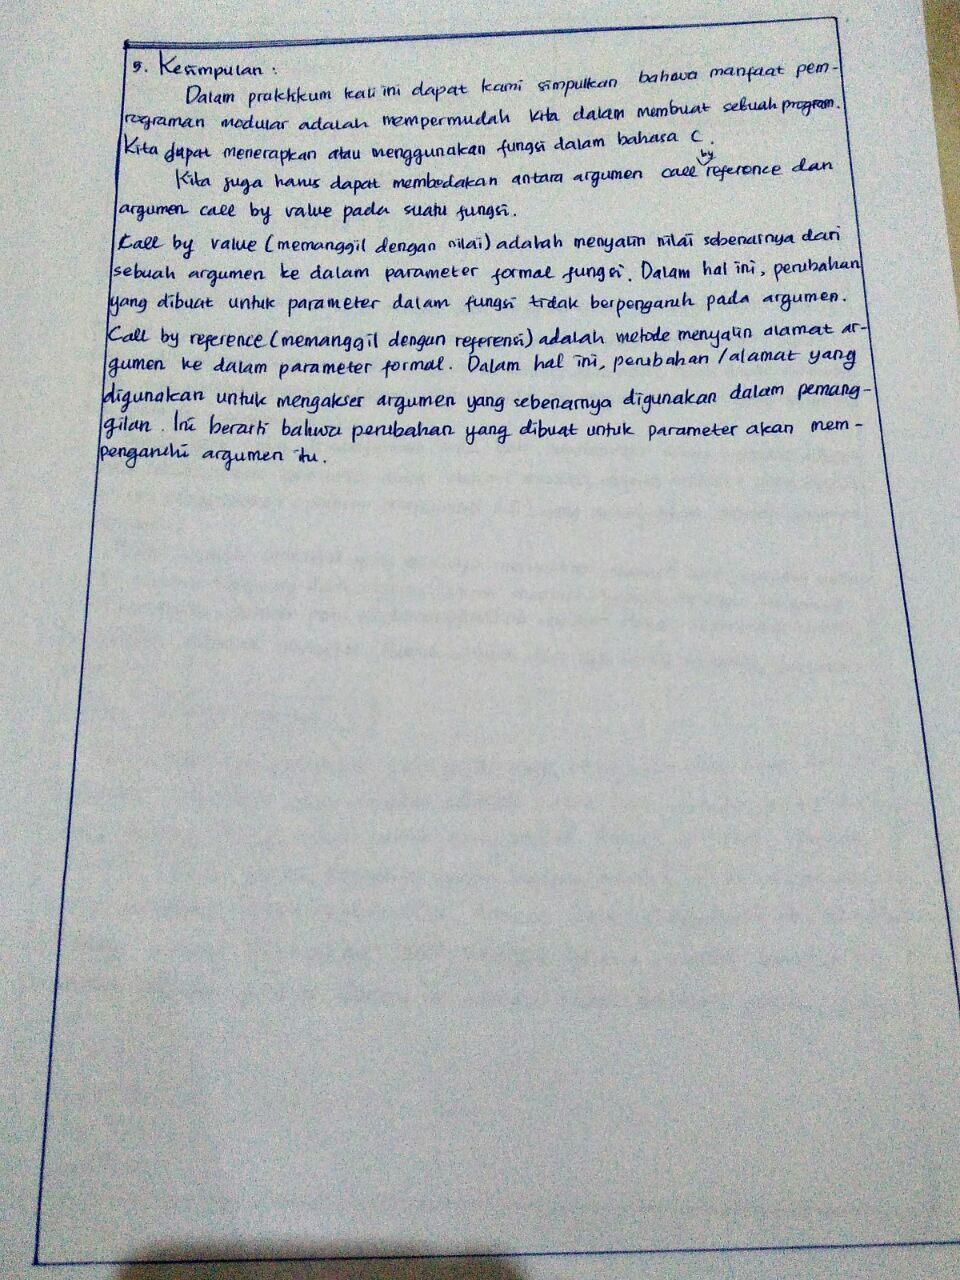 5. Kesimpulan :
Dalam praktikum kali ini dapat kami simpulkan bahwa manfaat pem-
rograman modular adalah mempermudah kita dalam membuat sebuah program.
Kita dapat menerapkan atau menggunakan fungsi dalam bahasa C.
Kita juga harus dapat membedakan antara argumen call by reference dan
argumen call by value pada suatu fungsi.
Call by value (memanggil dengan nilai) adalah menyalin nilai sebenarnya dari
sebuah argumen ke dalam parameter formal fungsi. Dalam hal ini, perubahan
yang dibuat untuk parameter dalam fungsi tidak berpengaruh pada argumen.
Call by reference (memanggil dengan referensi) adalah metode menyalin alamat ar-
gumen ke dalam parameter formal. Dalam hal ini, perubahan /alamat yang
digunakan untuk mengakser argumen yang sebenarnya digunakan dalam pemang-
gilan. Ini berarti bahwa perubahan yang dibuat untuk parameter akan mem-
pengaruhi argumen itu.